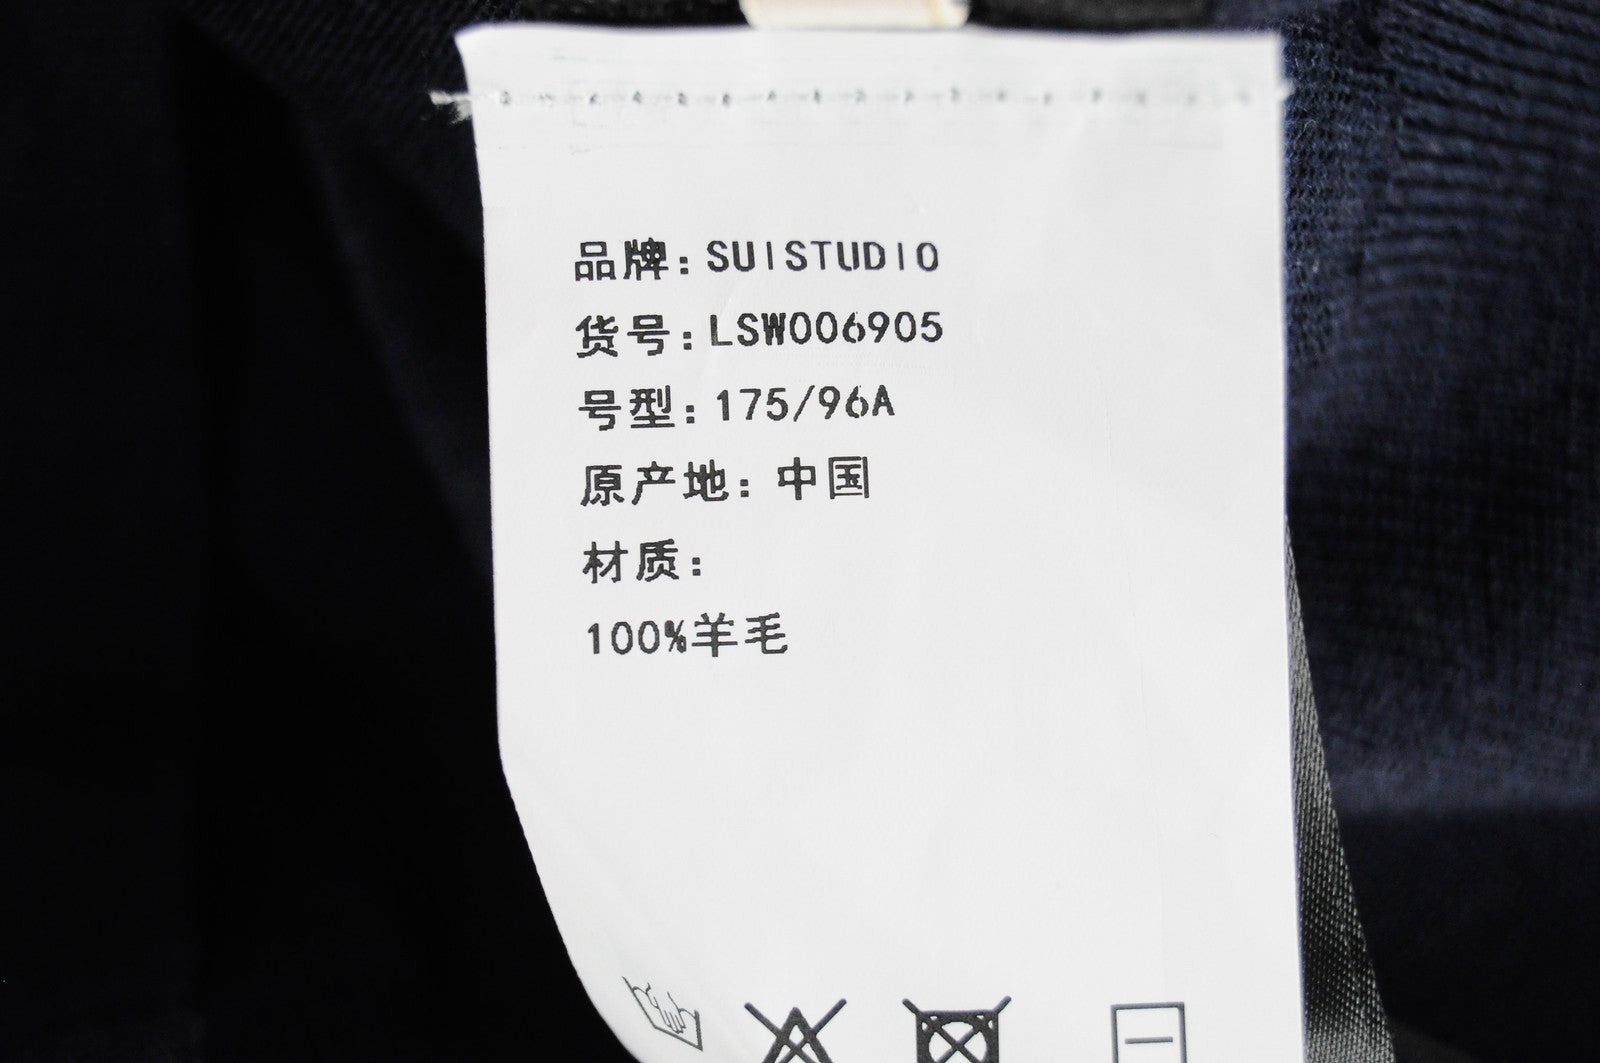 品牌: SUISTUDIO
货号: LSW006905
号型: 175/96A
原产地: 中国
材质:
100%羊毛